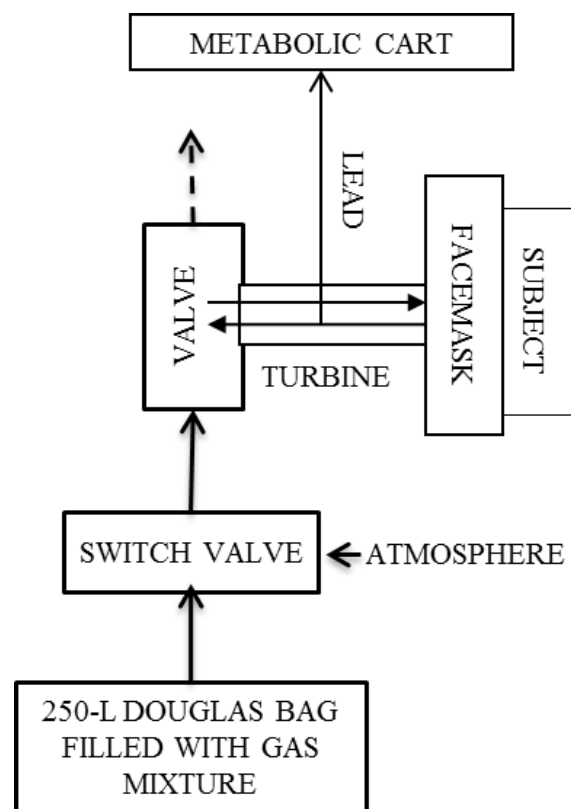 METABOLIC CART
LEAD
VALVE
FACEMASK
SUBJECT
TURBINE
SWITCH VALVE
ATMOSPHERE
250-L DOUGLAS BAG
FILLED WITH GAS
MIXTURE